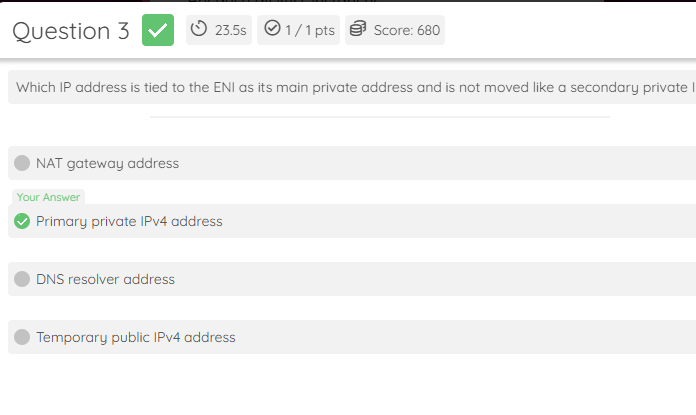 Question 3
23.5s
1 / 1 pts
Score: 680
Which IP address is tied to the ENI as its main private address and is not moved like a secondary private
NAT gateway address
Your Answer
Primary private IPv4 address
DNS resolver address
Temporary public IPv4 address